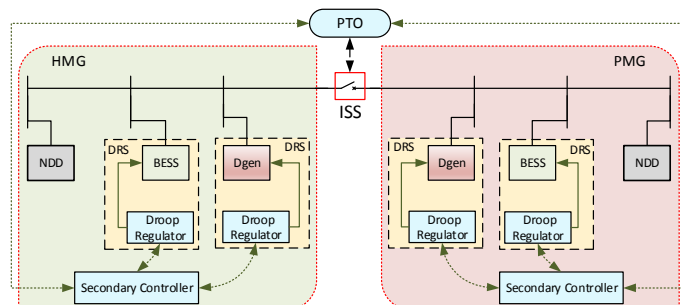 PTO
HMG
PMG
ISS
NDD
DRS
BESS
Dgen
DRS
Droop
Regulator
Droop
Regulator
Secondary Controller
Dgen
DRS
DRS
BESS
NDD
Droop
Regulator
Droop
Regulator
Secondary Controller